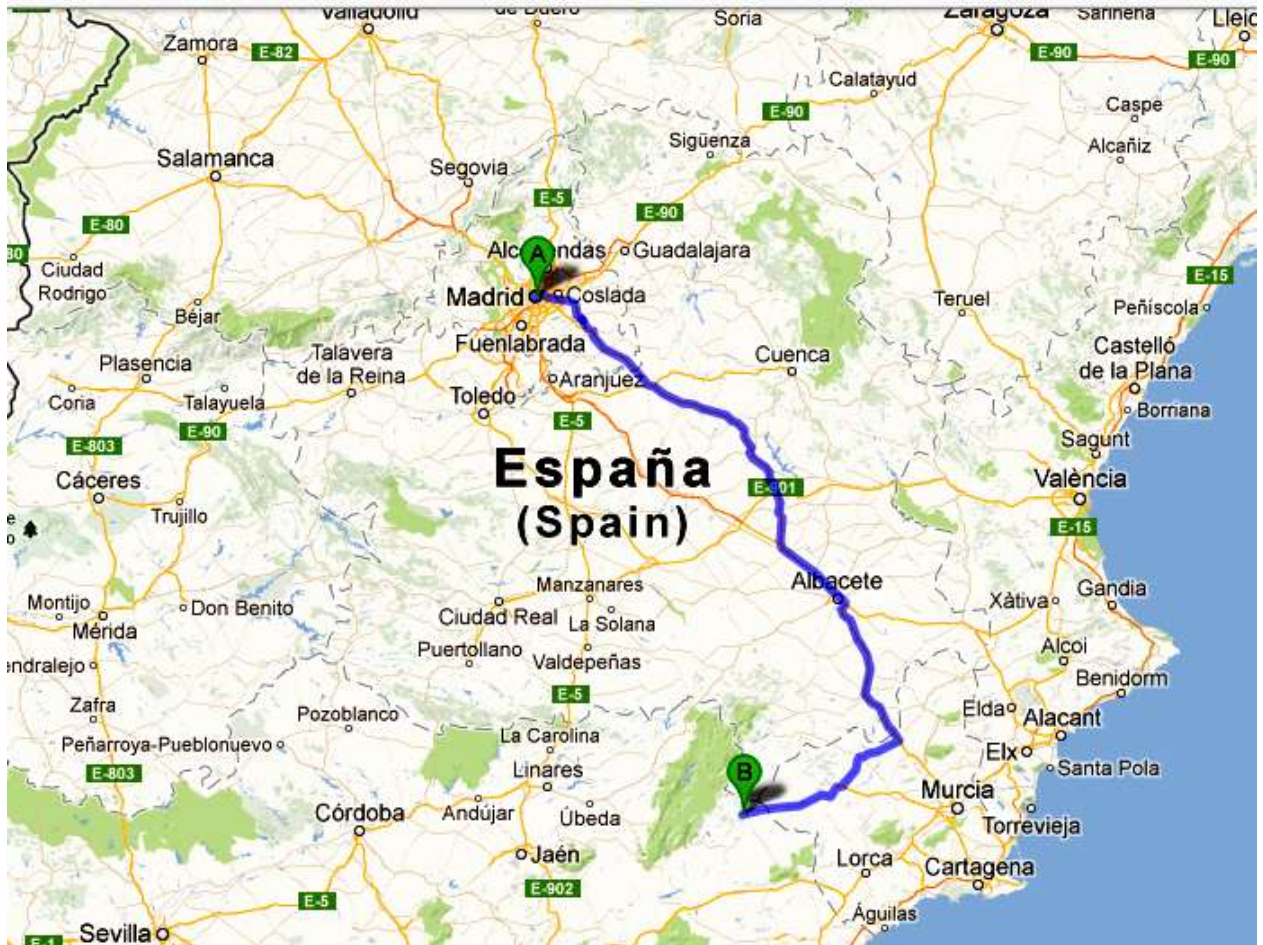 Valladolid
de Duero
Soria
Zaragoza
Sariñena
Zamora
E-82
E-90
E-90
Calatayud
E-90
Caspe
Sigüenza
Alcañiz
Salamanca
Segovia
E-5
E-90
E-80
A
Guadalajara
80
Ciudad
Rodrigo
Madrid
Coslada
E-15
Béjar
Teruel
Peñiscola
Fuenlabrada
Plasencia
Talavera
de la Reina
Cuenca
Castelló
de la Plana
Aranjuez
Coria
Talayuela
Toledo
Borriana
E-803
E-90
E-5
Sagunt
España
(Spain)
Cáceres
E-901
València
Trujillo
E-15
Albacete
Manzanares
Montijo
Don Benito
Ciudad Real
La Solana
Xàtiva
Gandia
Mérida
Puertollano
Valdepeñas
Alcoi
endralejo
Benidorm
E-5
Zafra
Pozoblanco
Elda
Alacant
Peñarroya-Pueblonuevo
La Carolina
Elx
Santa Pola
E-803
Linares
B
Córdoba
Andújar
Úbeda
Murcia
Torrevieja
Jaén
Lorca
Cartagena
E-902
E-5
Águilas
Sevilla